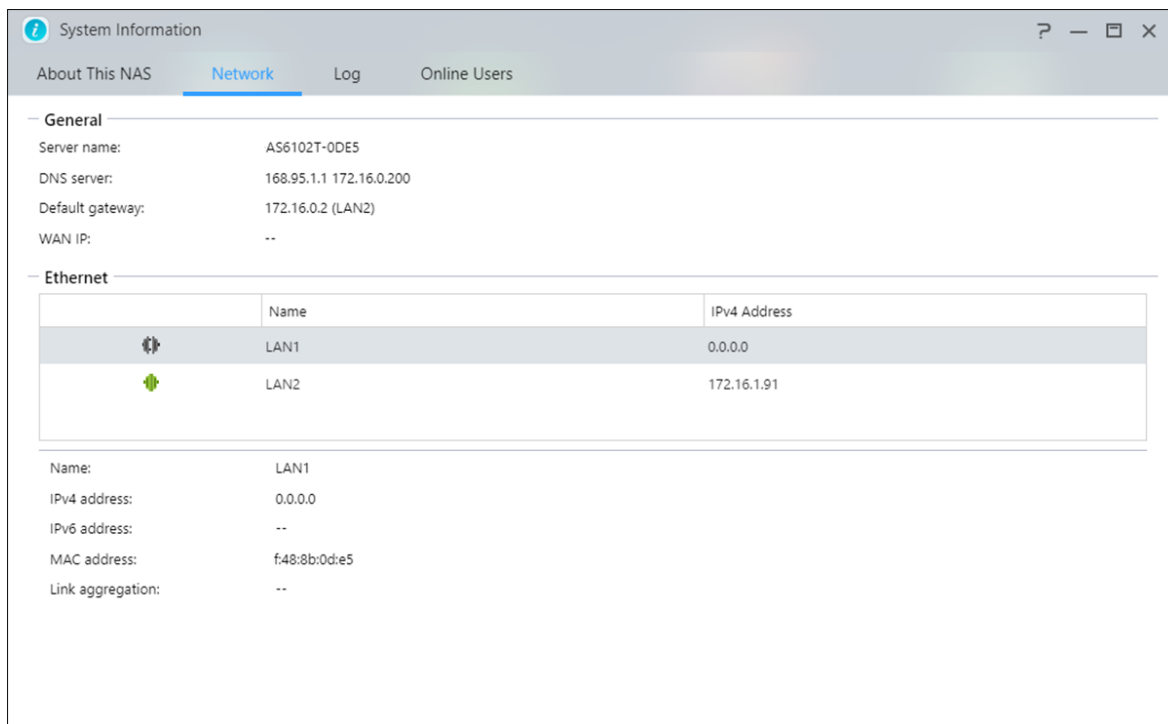 System Information
About This NAS Network Log Online Users
General
Server name: AS6102T-0DE5
DNS server: 168.95.1.1 172.16.0.200
Default gateway: 172.16.0.2 (LAN2)
WAN IP: --
Ethernet
Name IPv4 Address
LAN1 0.0.0.0
LAN2 172.16.1.91
Name: LAN1
IPv4 address: 0.0.0.0
IPv6 address: --
MAC address: f:48:8b:0d:e5
Link aggregation: --